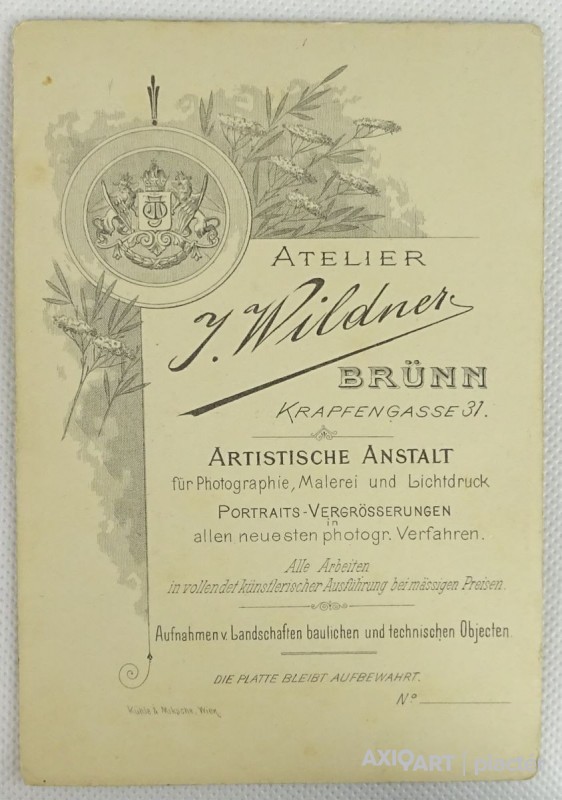 ATELIER
J. Wildner
BRÜNN
KRAPFENGASSE 31.
ARTISTISCHE ANSTALT
für Photographie, Malerei und Lichtdruck
PORTRAITS-VERGRÖSSERUNGEN
in
allen neuesten photogr. Verfahren.
Alle Arbeiten
in vollendet künstlerischer Ausführung bei mässigen Preisen.
Aufnahmen v. Landschaften baulichen und technischen Objecten.
DIE PLATTE BLEIBT AUFBEWAHRT.
No
Wien
AXIOART